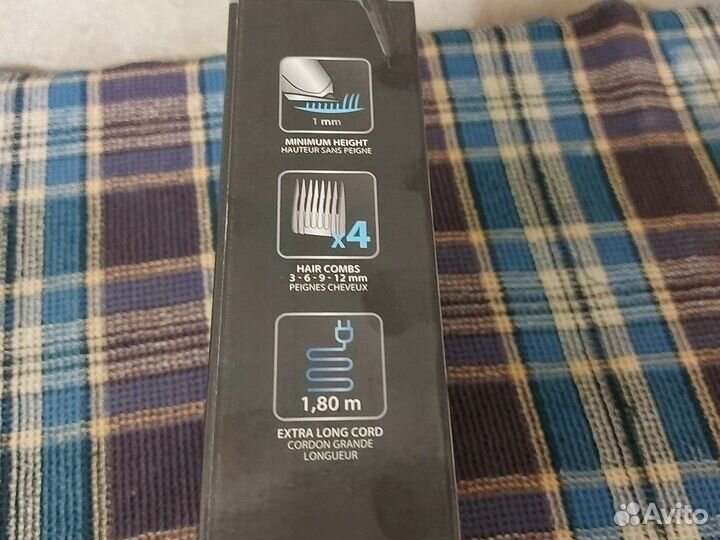 1 mm
MINIMUM HEIGHT
HAUTEUR SANS PEIGNE
x4
HAIR COMBS
3 - 6 - 9 - 12 mm
PEIGNES CHEVEUX
1,80 m
EXTRA LONG CORD
CORDON GRANDE
LONGUEUR
Avito